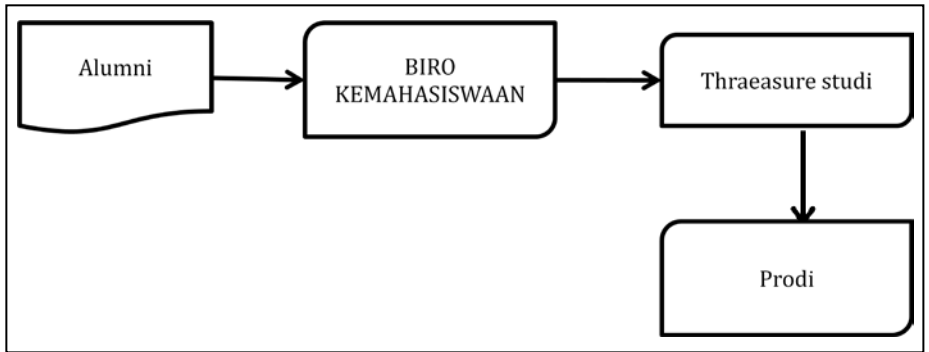 Alumni
BIRO
KEMAHASISWAAN
Thraeasure studi
Prodi